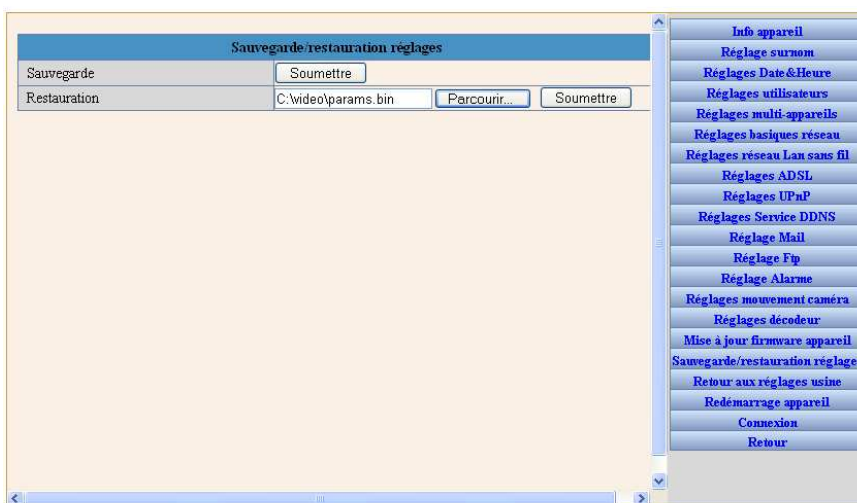 Sauvegarde/restauration réglages
Sauvegarde Soumettre
Restauration C:\video\params.bin Parcourir... Soumettre
Info appareil
Réglage surnom
Réglages Date&Heure
Réglages utilisateurs
Réglages multi-appareils
Réglages basiques réseau
Réglages réseau Lan sans fil
Réglages ADSL
Réglages UPnP
Réglages Service DDNS
Réglage Mail
Réglage Ftp
Réglage Alarme
Réglages mouvement caméra
Réglages décodeur
Mise à jour firmware appareil
Sauvegarde/restauration réglage
Retour aux réglages usine
Redémarrage appareil
Connexion
Retour